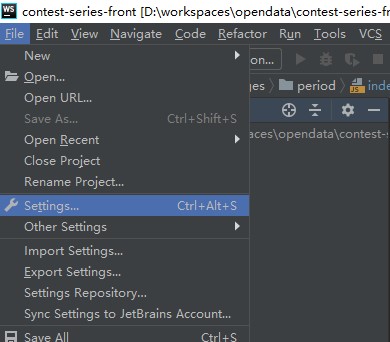 WS contest-series-front [D:\workspaces\opendata\contest-series-fr
File Edit View Navigate Code Refactor Run Tools VCS
New
Open...
Open URL...
Save As... Ctrl+Shift+S
Open Recent
Close Project
Rename Project...
Settings... Ctrl+Alt+S
Other Settings
Import Settings...
Export Settings...
Settings Repository...
Sync Settings to JetBrains Account...
Save All Ctrl+S
on...
ges period JS inde
aces\opendata\contest-s